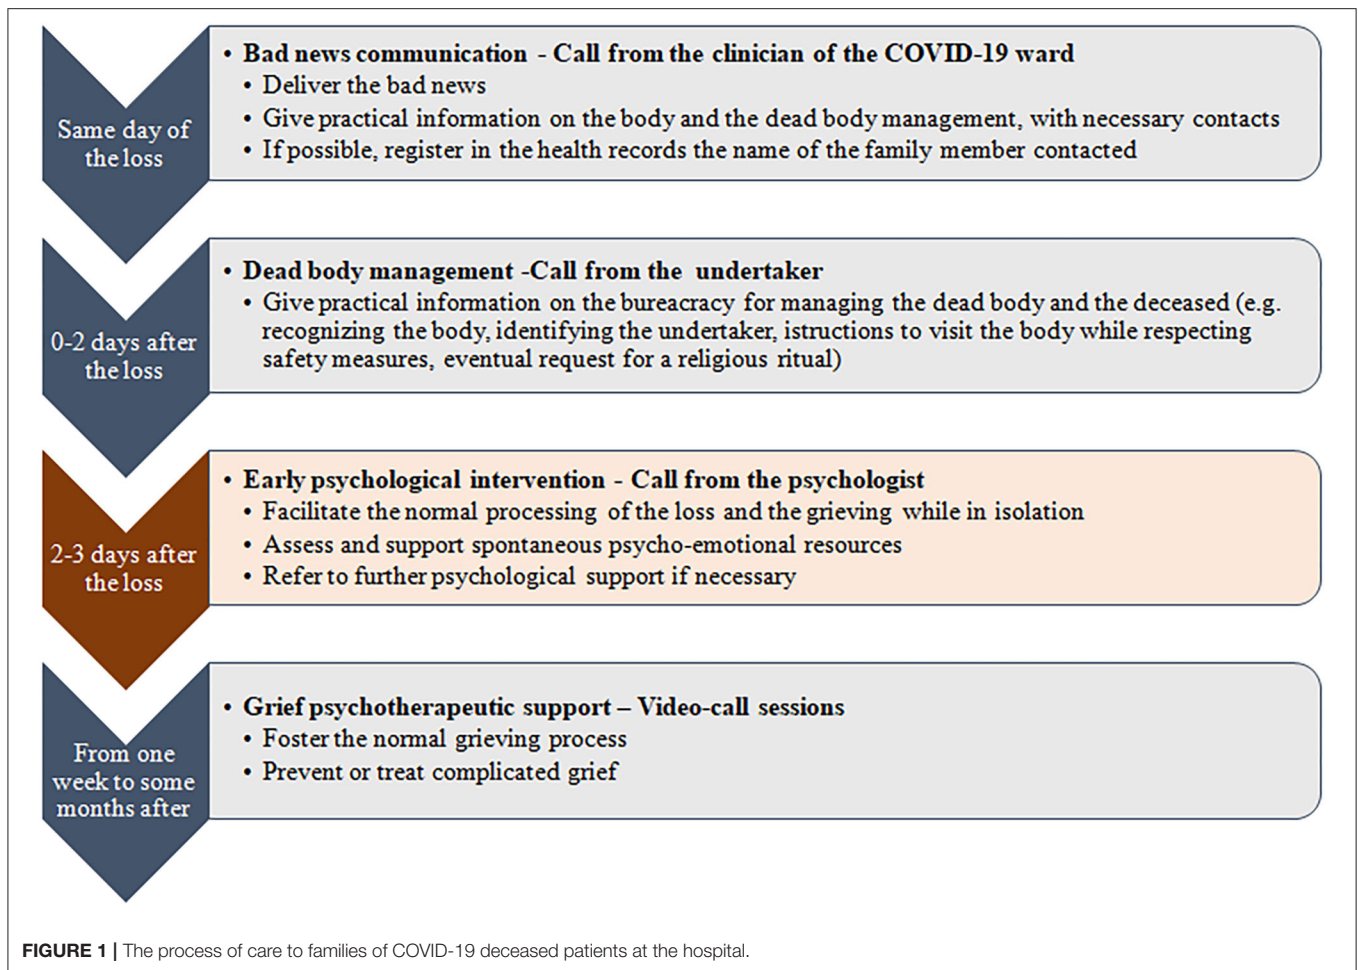 Same day of
the loss
• Bad news communication - Call from the clinician of the COVID-19 ward
• Deliver the bad news
• Give practical information on the body and the dead body management, with necessary contacts
• If possible, register in the health records the name of the family member contacted
0-2 days after
the loss
• Dead body management -Call from the undertaker
• Give practical information on the bureacracy for managing the dead body and the deceased (e.g.
recognizing the body, identifying the undertaker, istructions to visit the body while respecting
safety measures, eventual request for a religious ritual)
2-3 days after
the loss
• Early psychological intervention - Call from the psychologist
• Facilitate the normal processing of the loss and the grieving while in isolation
• Assess and support spontaneous psycho-emotional resources
• Refer to further psychological support if necessary
From one
week to some
months after
• Grief psychotherapeutic support – Video-call sessions
• Foster the normal grieving process
• Prevent or treat complicated grief
FIGURE 1 | The process of care to families of COVID-19 deceased patients at the hospital.